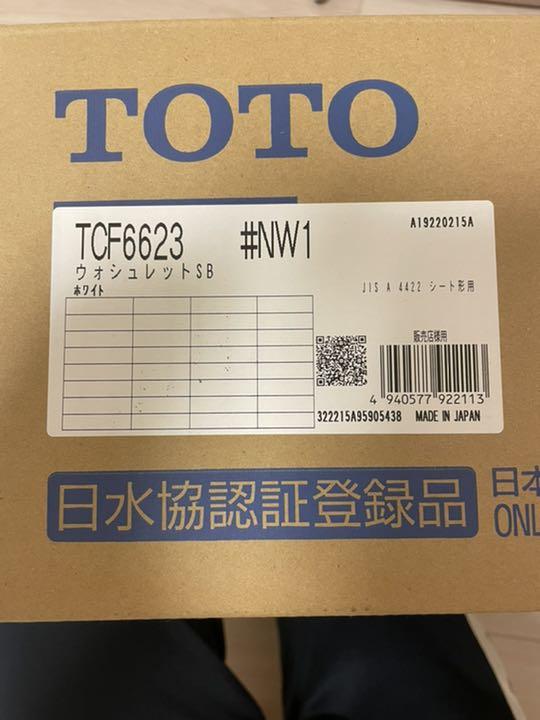 TOTO
TCF6623 #NW1
A19220215A
ウォシュレットSB
ホワイト
JIS A 4422 シート形用
販売店様用
4 940577 922113
322215A95905438 MADE IN JAPAN
日水協認証登録品
日本
ONL